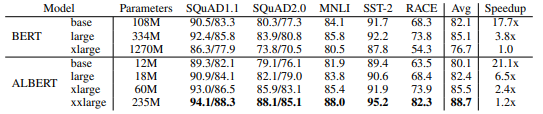 Model Parameters SQuAD1.1 SQuAD2.0 MNLI SST-2 RACE Avg Speedup
base 108M 90.5/83.3 80.3/77.3 84.1 91.7 68.3 82.1 17.7x
BERT large 334M 92.4/85.8 83.9/80.8 85.8 92.2 73.8 85.1 3.8x
xlarge 1270M 86.3/77.9 73.8/70.5 80.5 87.8 54.3 76.7 1.0
base 12M 89.3/82.1 79.1/76.1 81.9 89.4 63.5 80.1 21.1x
ALBERT large 18M 90.9/84.1 82.1/79.0 83.8 90.6 68.4 82.4 6.5x
xlarge 60M 93.0/86.5 85.9/83.1 85.4 91.9 73.9 85.5 2.4x
xxlarge 235M 94.1/88.3 88.1/85.1 88.0 95.2 82.3 88.7 1.2x